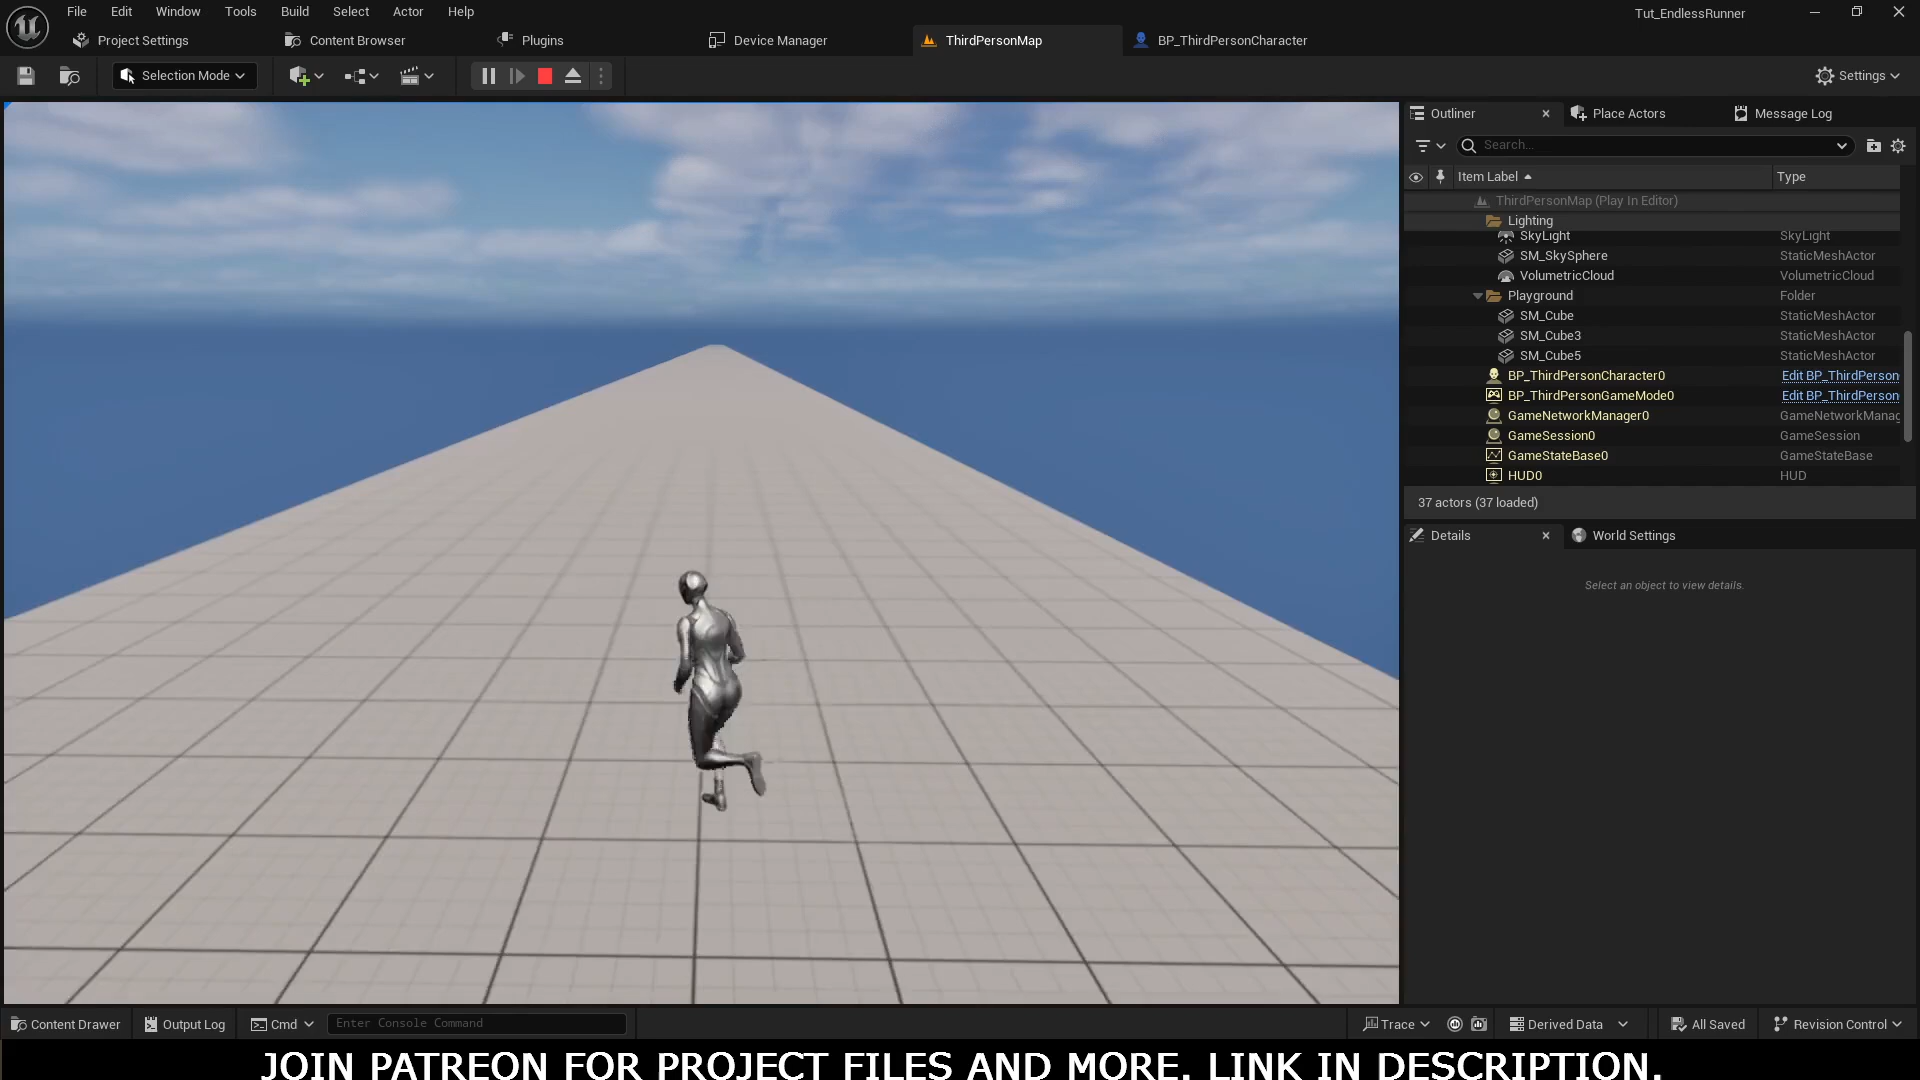 File Edit Window Tools Build Select Actor Help
Tut_EndlessRunner
Project Settings
Content Browser
Plugins
Device Manager
ThirdPersonMap
BP_ThirdPersonCharacter
Selection Mode
Settings
Outliner
Place Actors
Message Log
Search...
Item Label Type
ThirdPersonMap (Play In Editor)
Lighting
SkyLight SkyLight
SM_SkySphere StaticMeshActor
VolumetricCloud VolumetricCloud
Playground Folder
SM_Cube StaticMeshActor
SM_Cube3 StaticMeshActor
SM_Cube5 StaticMeshActor
BP_ThirdPersonCharacter0 Edit BP_ThirdPerson
BP_ThirdPersonGameMode0 Edit BP_ThirdPerson
GameNetworkManager0 GameNetworkManag
GameSession0 GameSession
GameStateBase0 GameStateBase
HUD0 HUD
37 actors (37 loaded)
Details
World Settings
Select an object to view details.
Content Drawer
Output Log
Cmd
Enter Console Command
Trace
Derived Data
All Saved
Revision Control
JOIN PATREON FOR PROJECT FILES AND MORE. LINK IN DESCRIPTION.